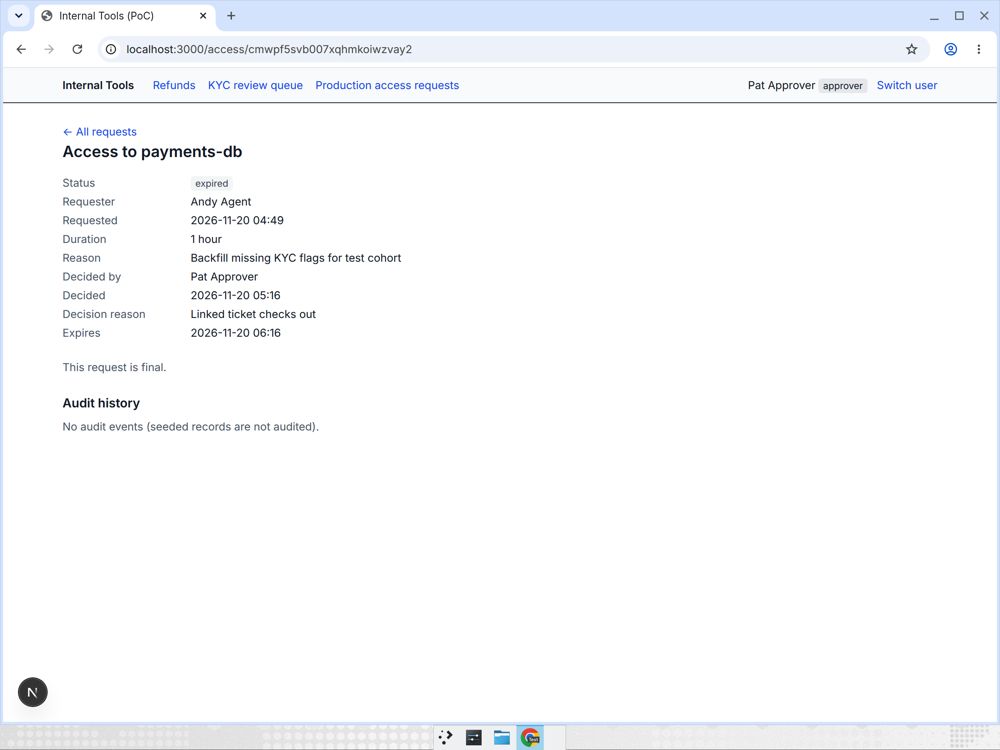 Internal Tools (PoC)
localhost:3000/access/cmwpf5svb007xqhmkoiwzvay2
Internal Tools Refunds KYC review queue Production access requests Pat Approver approver Switch user
← All requests
Access to payments-db
Status expired
Requester Andy Agent
Requested 2026-11-20 04:49
Duration 1 hour
Reason Backfill missing KYC flags for test cohort
Decided by Pat Approver
Decided 2026-11-20 05:16
Decision reason Linked ticket checks out
Expires 2026-11-20 06:16
This request is final.
Audit history
No audit events (seeded records are not audited).
N